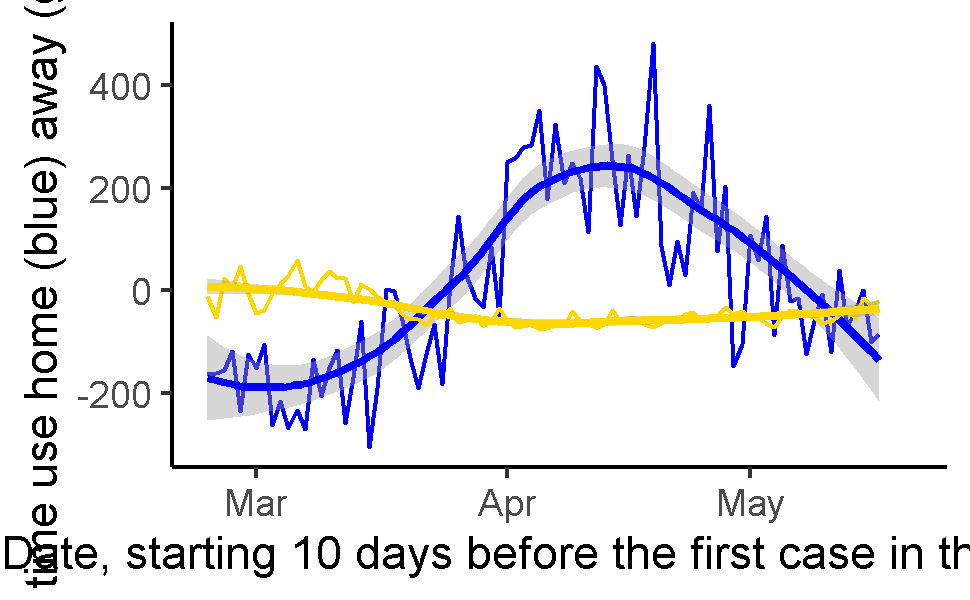 time use home (blue) away (
400
200
0
-200
Mar Apr May
Date, starting 10 days before the first case in th